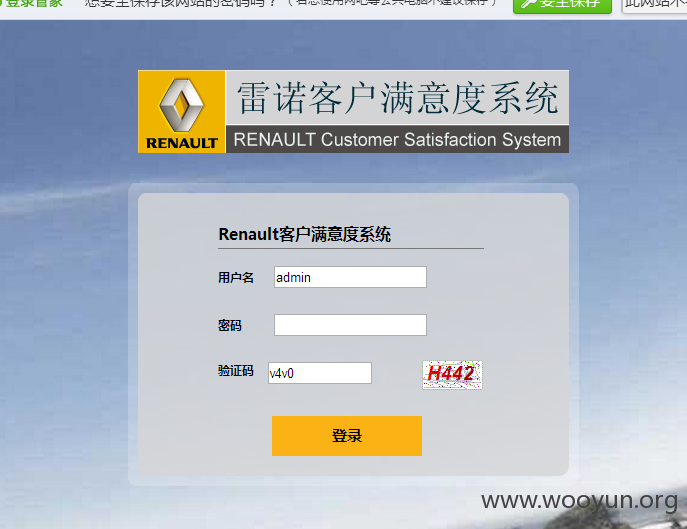 登录管家 您要安全保存该网站的密码吗？（若您使用网吧等公共电脑不建议保存） 安全保存 此网站不
雷诺客户满意度系统
RENAULT
RENAULT Customer Satisfaction System
Renault客户满意度系统
用户名 admin
密码
验证码 v4v0 H442
登录
www.wooyun.org